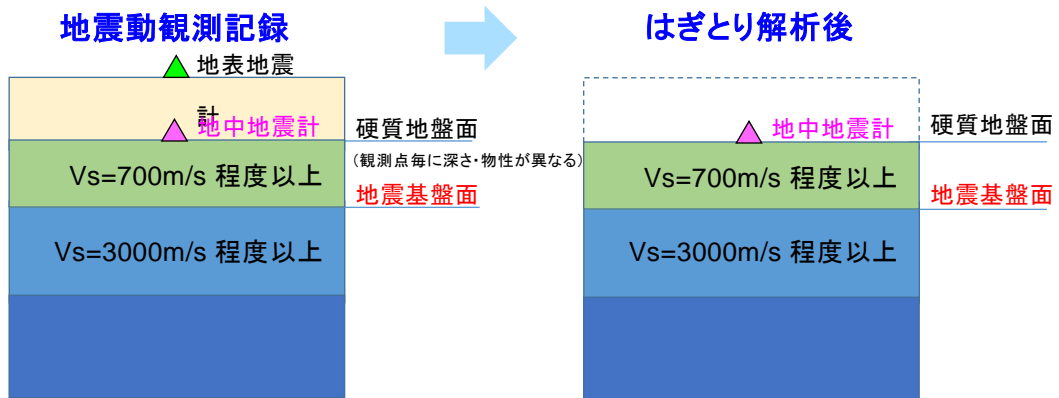 地震動観測記録
はぎとり解析後
地表地震
計
地中地震計
硬質地盤面
(観測点毎に深さ・物性が異なる)
Vs=700m/s 程度以上
地震基盤面
Vs=3000m/s 程度以上
地中地震計
硬質地盤面
Vs=700m/s 程度以上
地震基盤面
Vs=3000m/s 程度以上